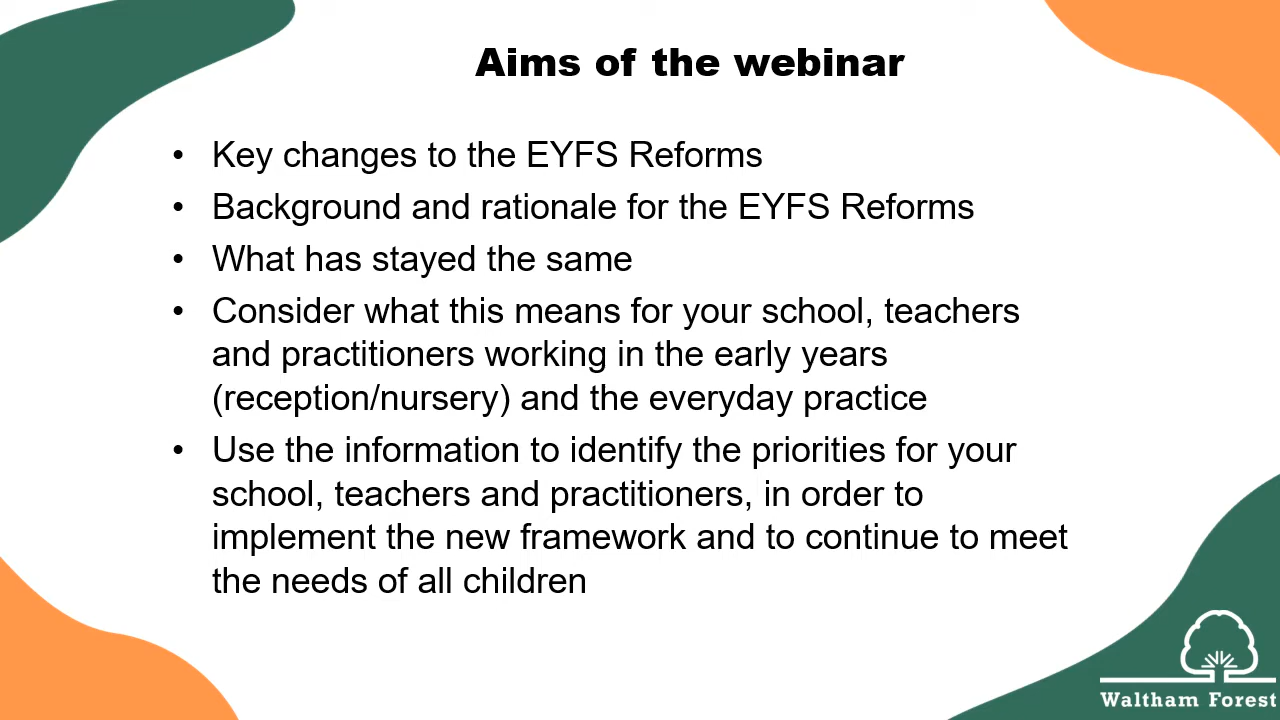 Aims of the webinar
• Key changes to the EYFS Reforms
• Background and rationale for the EYFS Reforms
• What has stayed the same
• Consider what this means for your school, teachers
and practitioners working in the early years
(reception/nursery) and the everyday practice
• Use the information to identify the priorities for your
school, teachers and practitioners, in order to
implement the new framework and to continue to meet
the needs of all children
Waltham Forest